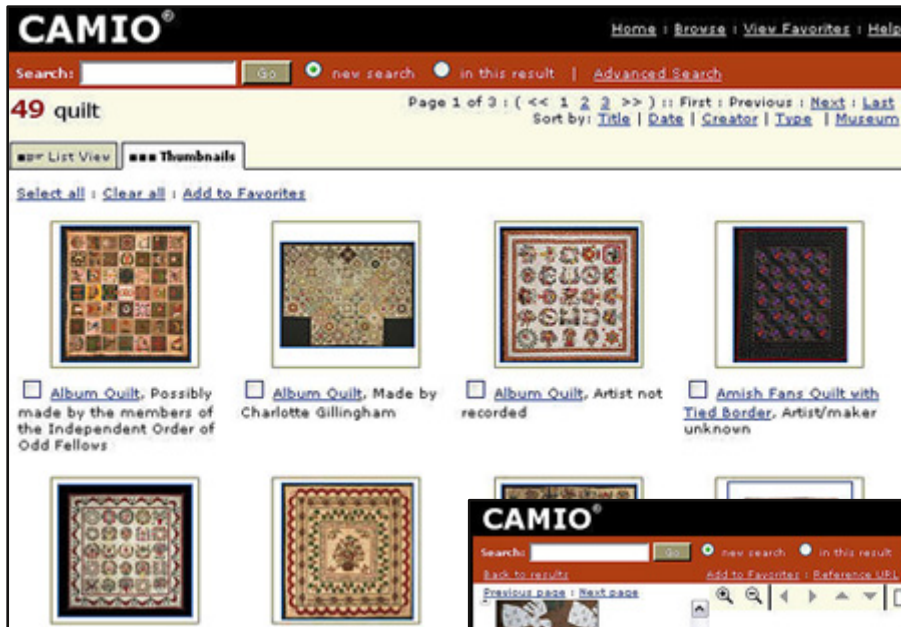 CAMIO®
Home : Browse : View Favorites : Help
Search: Go new search in this result | Advanced Search
49 quilt
Page 1 of 3 : ( << 1 2 3 >> ) :: First : Previous : Next : Last
Sort by: Title | Date | Creator | Type | Museum
List View Thumbnails
Select all : Clear all : Add to Favorites
Album Quilt, Possibly
made by the members of
the Independent Order of
Odd Fellows
Album Quilt, Made by
Charlotte Gillingham
Album Quilt, Artist not
recorded
Amish Fans Quilt with
Tied Border, Artist/maker
unknown
CAMIO®
Search: Go new search in this result
Back to results Add to Favorites : Reference URL
Previous page : Next page